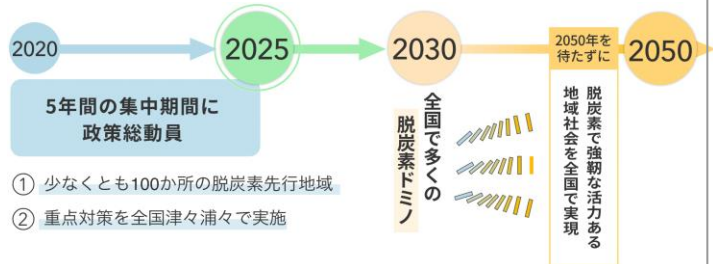 2020
2025
2030
2050年を
待たずに
2050
5年間の集中期間に
政策総動員
① 少なくとも100か所の脱炭素先行地域
② 重点対策を全国津々浦々で実施
全国で多くの
脱炭素ドミノ
脱炭素で強靭な活力ある
地域社会を全国で実現